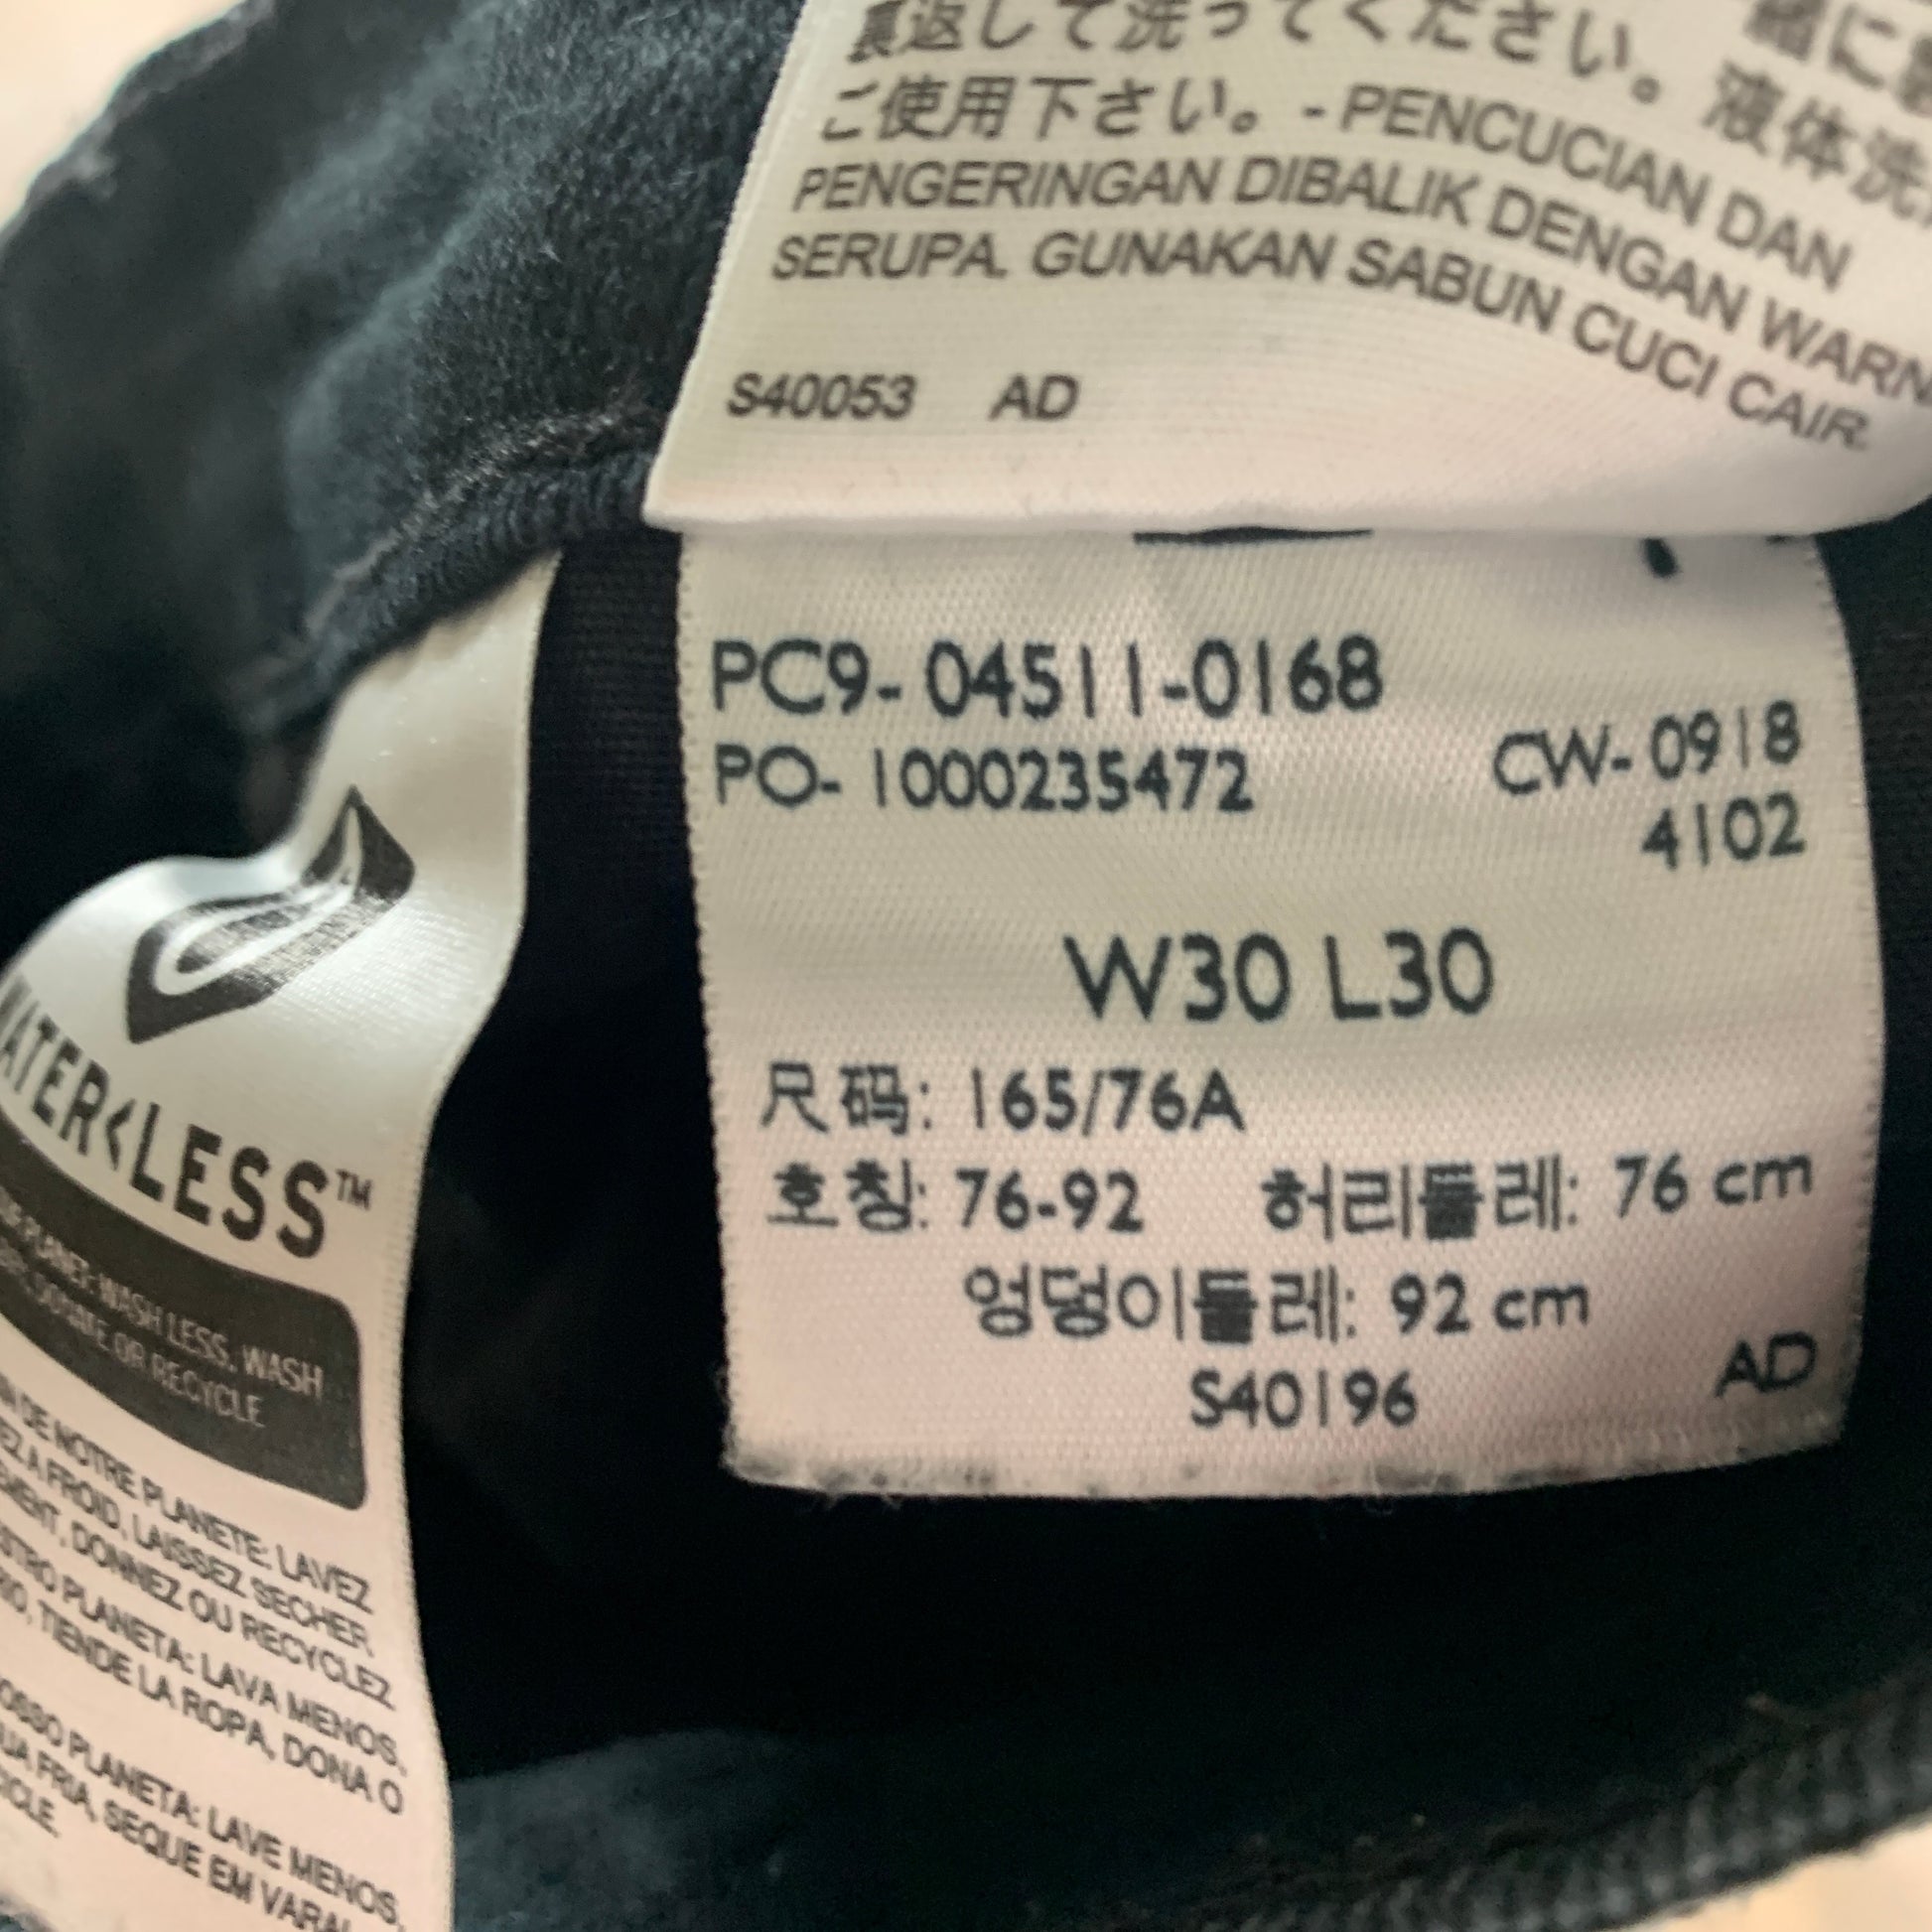 裏返して洗ってください。
ご使用下さい。 - PENCUCIAN DAN
PENGERINGAN DIBALIK DENGAN
SERUPA. GUNAKAN SABUN CUCI CAIR.
S40053 AD
PC9- 04511-0168
PO- 1000235472
CW- 0918
4102
W30 L30
尺码: 165/76A
호칭: 76-92 허리둘레: 76 cm
엉덩이둘레: 92 cm
S40196
AD
WATER<LESS™
PLANET: WASH LESS, WASH
DONATE OR RECYCLE
DE NOTRE PLANETE: LAVEZ
A FROID, LAISSEZ SECHER,
DONNEZ OU RECYCLEZ
PLANETA: LAVA MENOS,
TIENDE LA ROPA, DONA O
PLANETA: LAVE MENOS,
FRIA, SEQUE EM